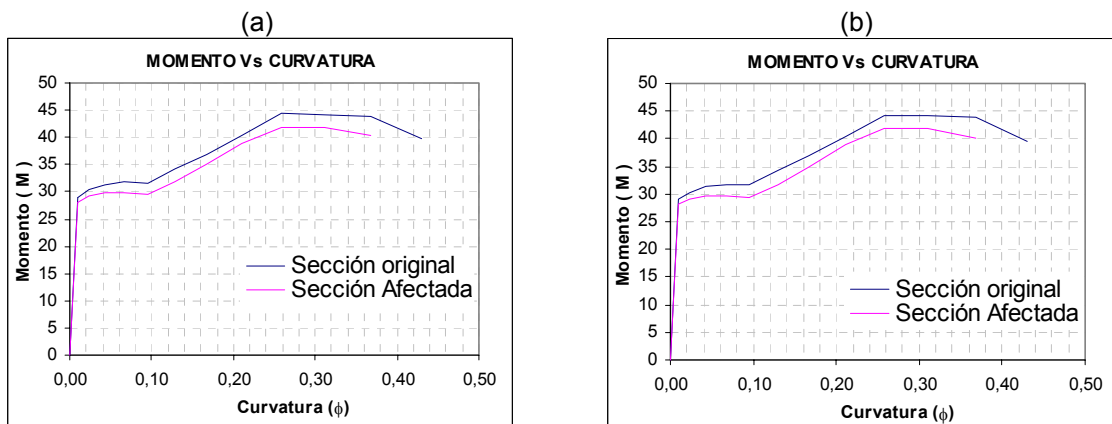 (a)
MOMENTO Vs CURVATURA
50
45
40
35
30
25
20
15
10
5
0
Momento ( M )
Sección original
Sección Afectada
0,00 0,10 0,20 0,30 0,40 0,50
Curvatura (ϕ)
(b)
MOMENTO Vs CURVATURA
50
45
40
35
30
25
20
15
10
5
0
Momento ( M )
Sección original
Sección Afectada
0,00 0,10 0,20 0,30 0,40 0,50
Curvatura (ϕ)